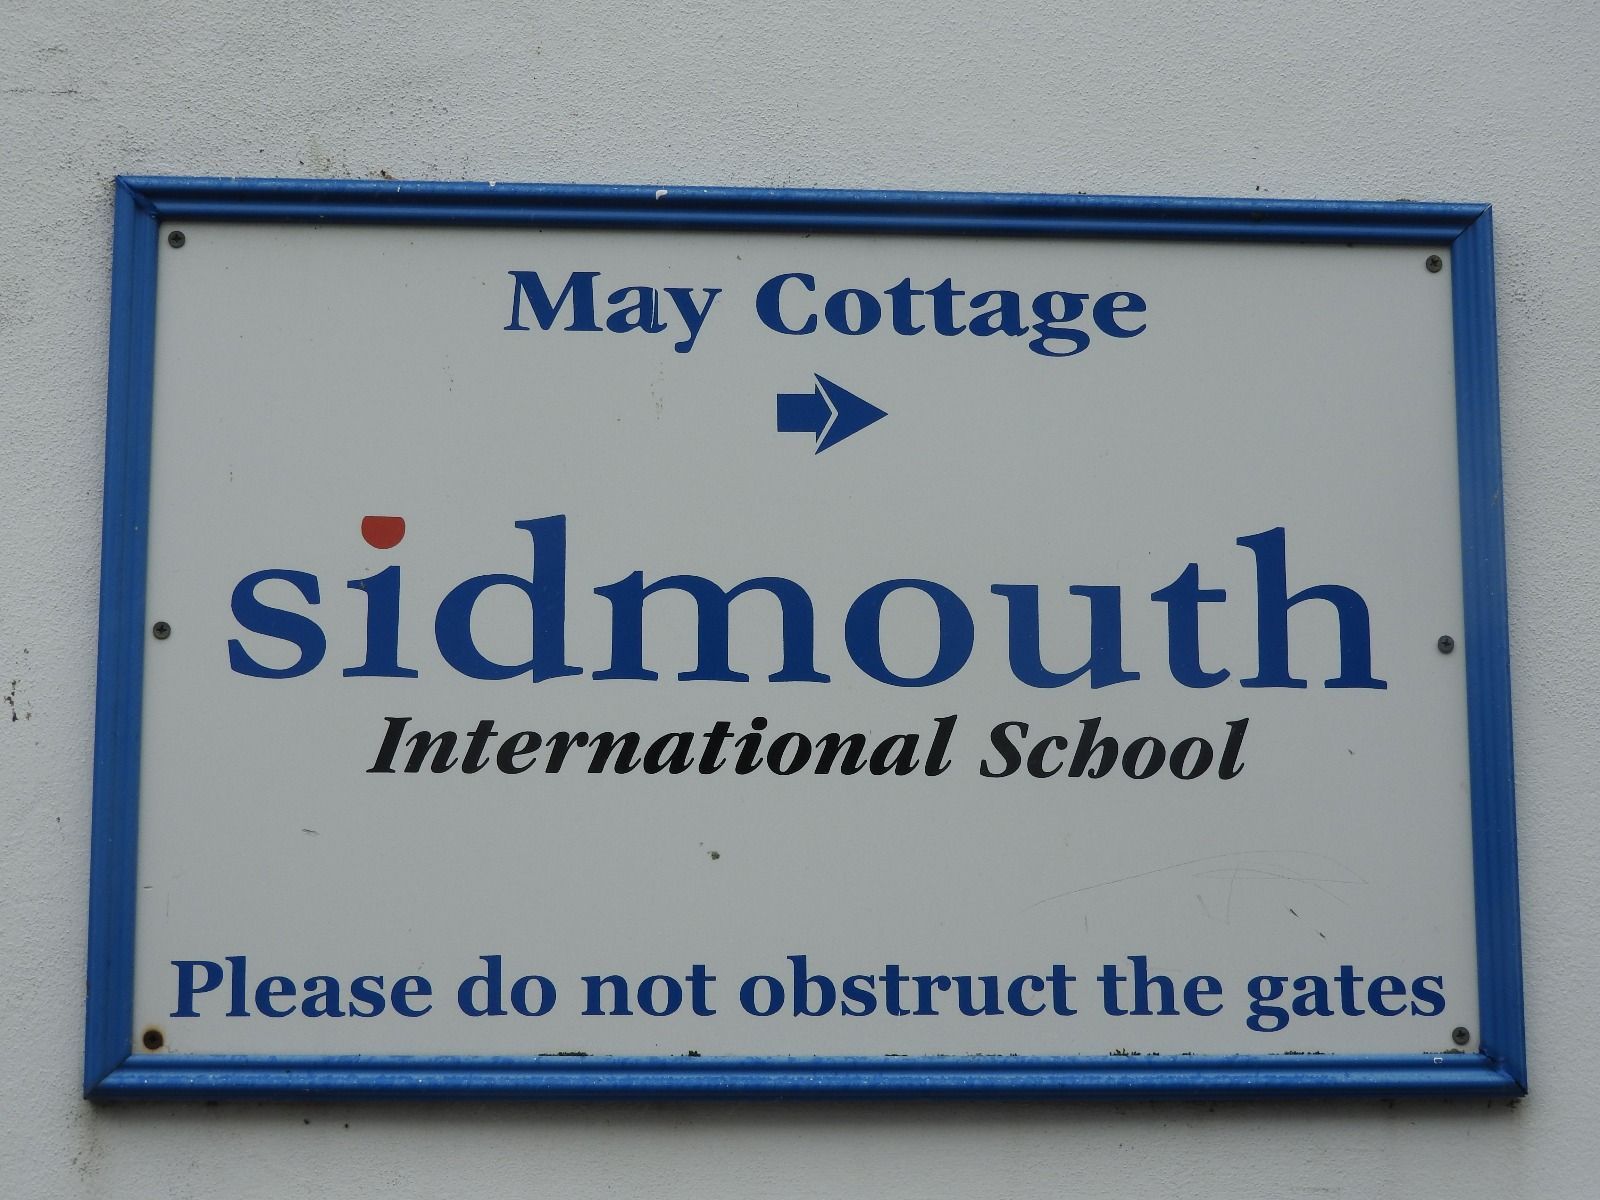 May Cottage
sidmouth
International School
Please do not obstruct the gates